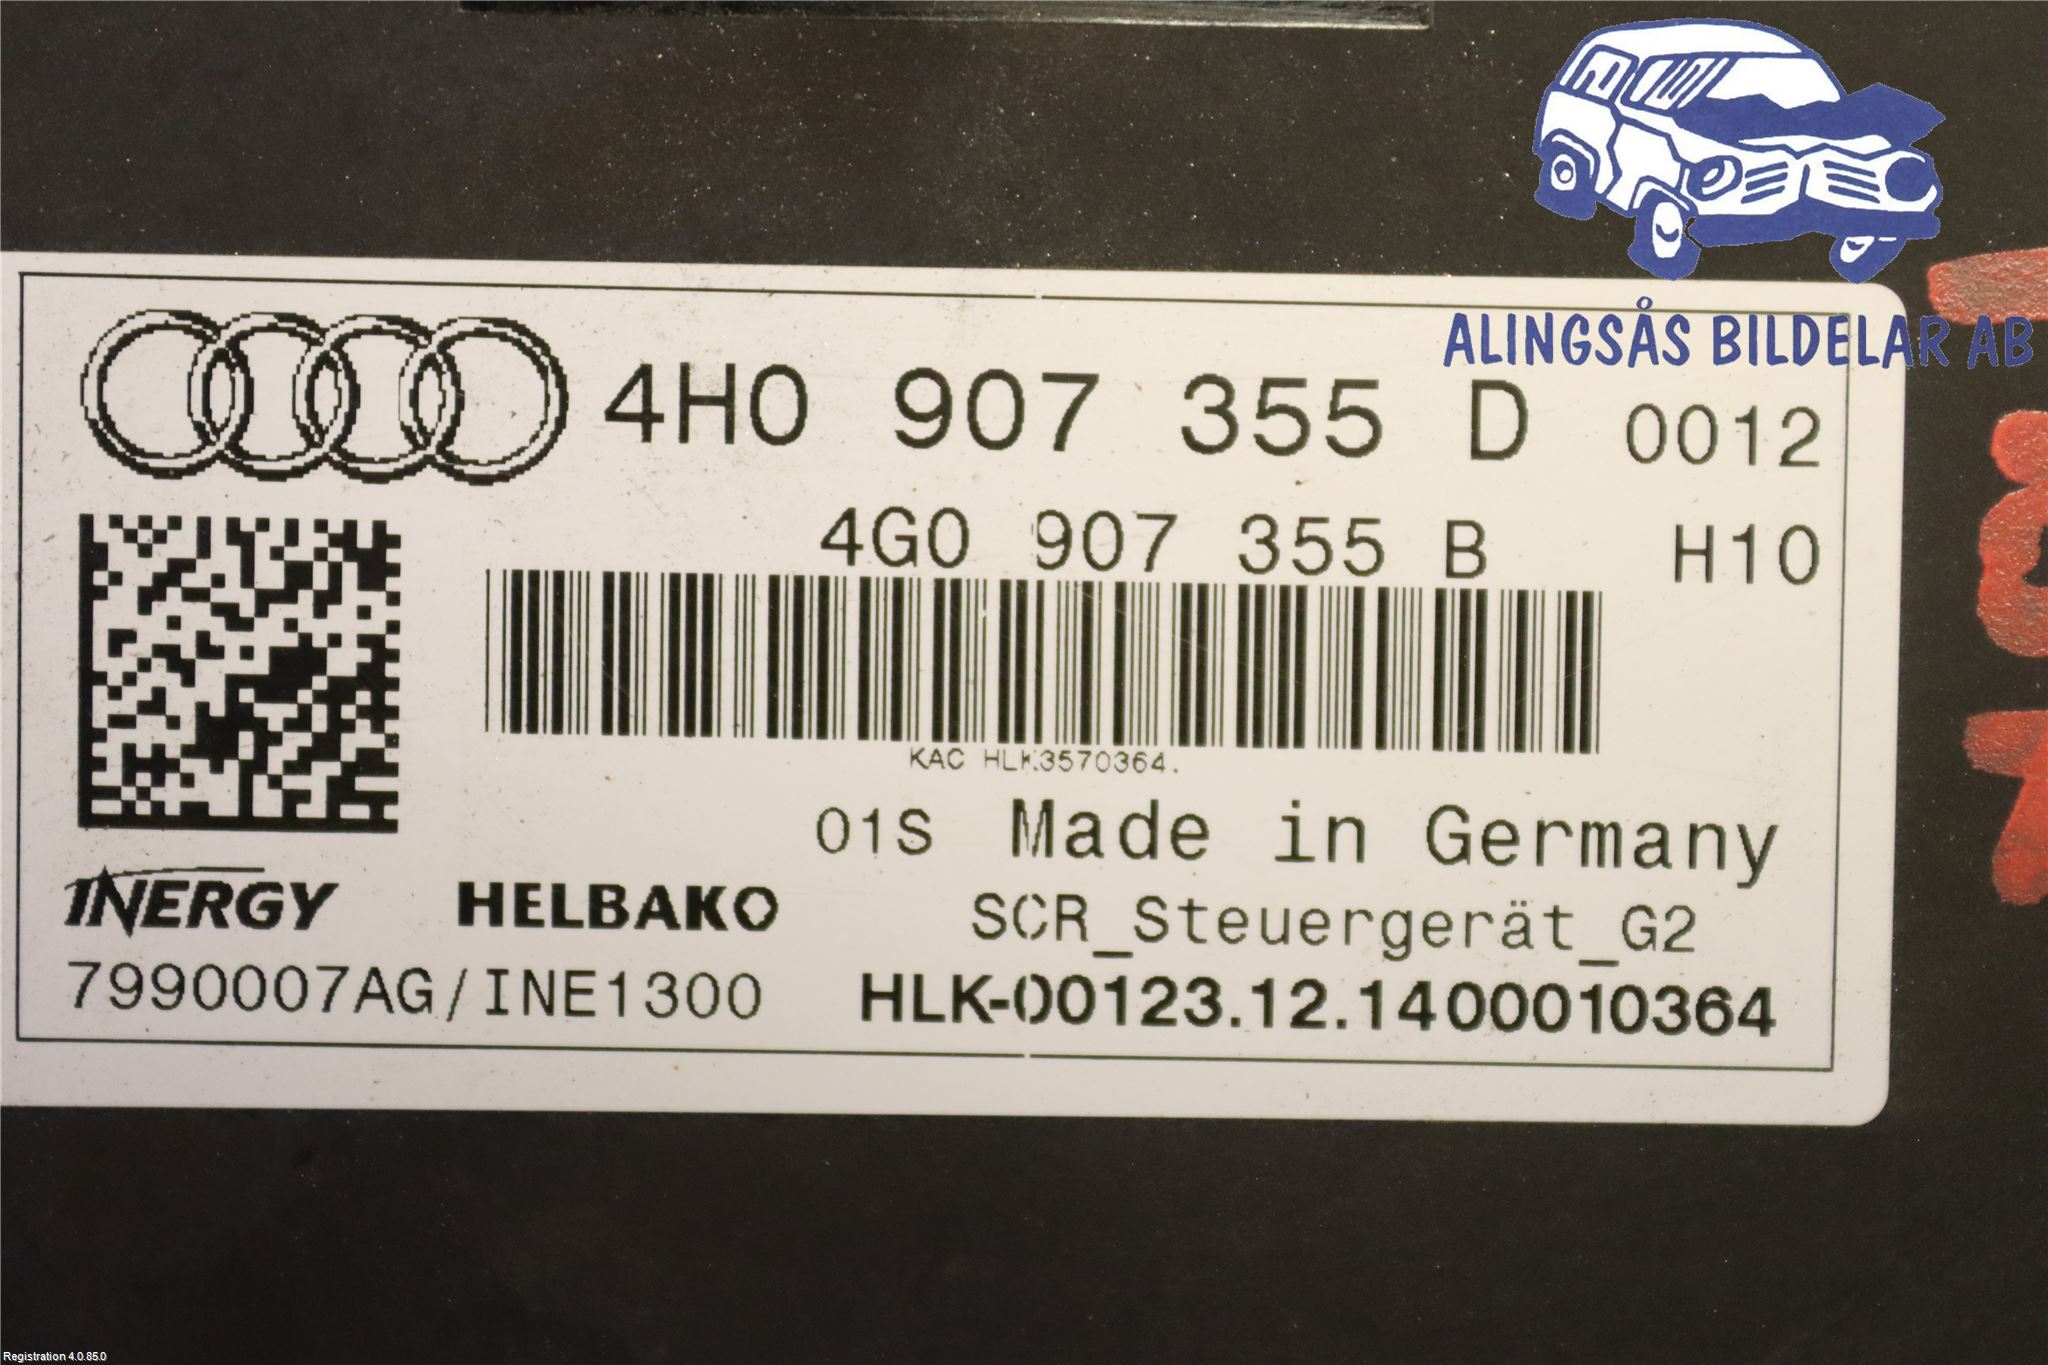 ALINGSÅS BILDELAR AB
4H0 907 355 D 0012
4G0 907 355 B H10
KAC HLK3570364.
01S Made in Germany
INERGY HELBAKO SCR_Steuergerät_G2
7990007AG/INE1300 HLK-00123.12.1400010364
Registration 4.0.85.0